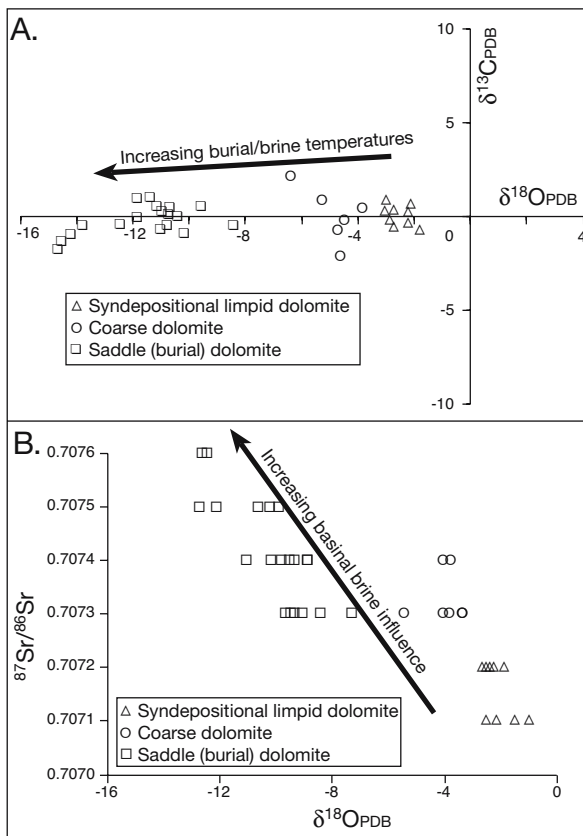 A.
δ13CPDB
10
5
0
-5
-10
Increasing burial/brine temperatures
δ18OPDB
-16 -12 -8 -4 4
△ Syndepositional limpid dolomite
○ Coarse dolomite
□ Saddle (burial) dolomite
B.
87Sr/86Sr
0.7076
0.7075
0.7074
0.7073
0.7072
0.7071
0.7070
Increasing basinal brine influence
△ Syndepositional limpid dolomite
○ Coarse dolomite
□ Saddle (burial) dolomite
-16 -12 -8 -4 0
δ18OPDB